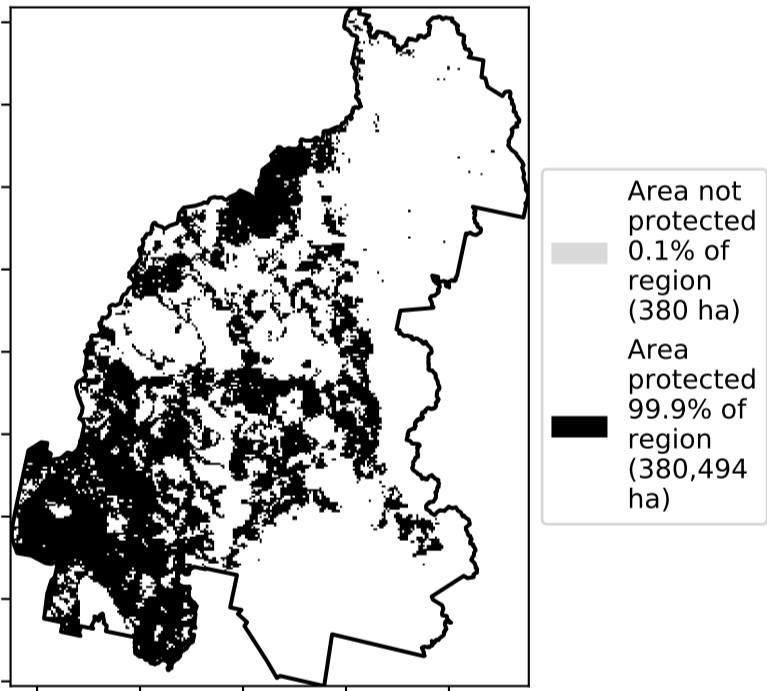 Area not
protected
0.1% of
region
(380 ha)
Area
protected
99.9% of
region
(380,494
ha)